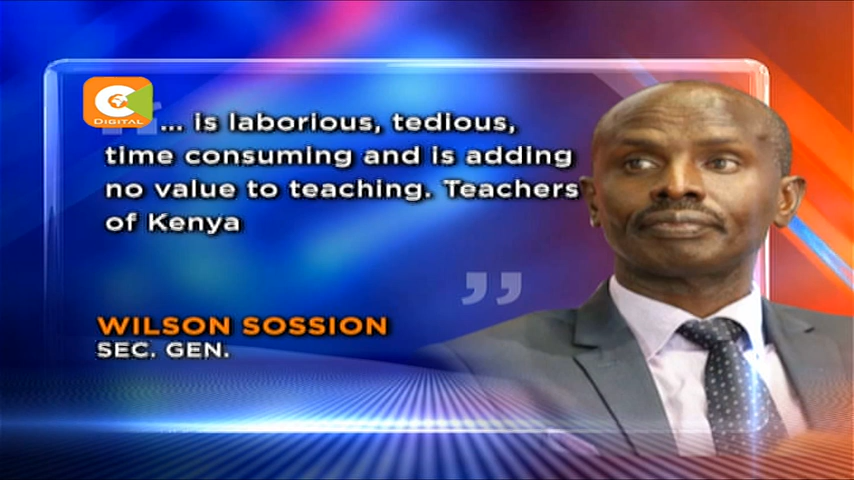 C
DIGITAL
“ ... is laborious, tedious,
time consuming and is adding
no value to teaching. Teachers
of Kenya
”
WILSON SOSSION
SEC. GEN.